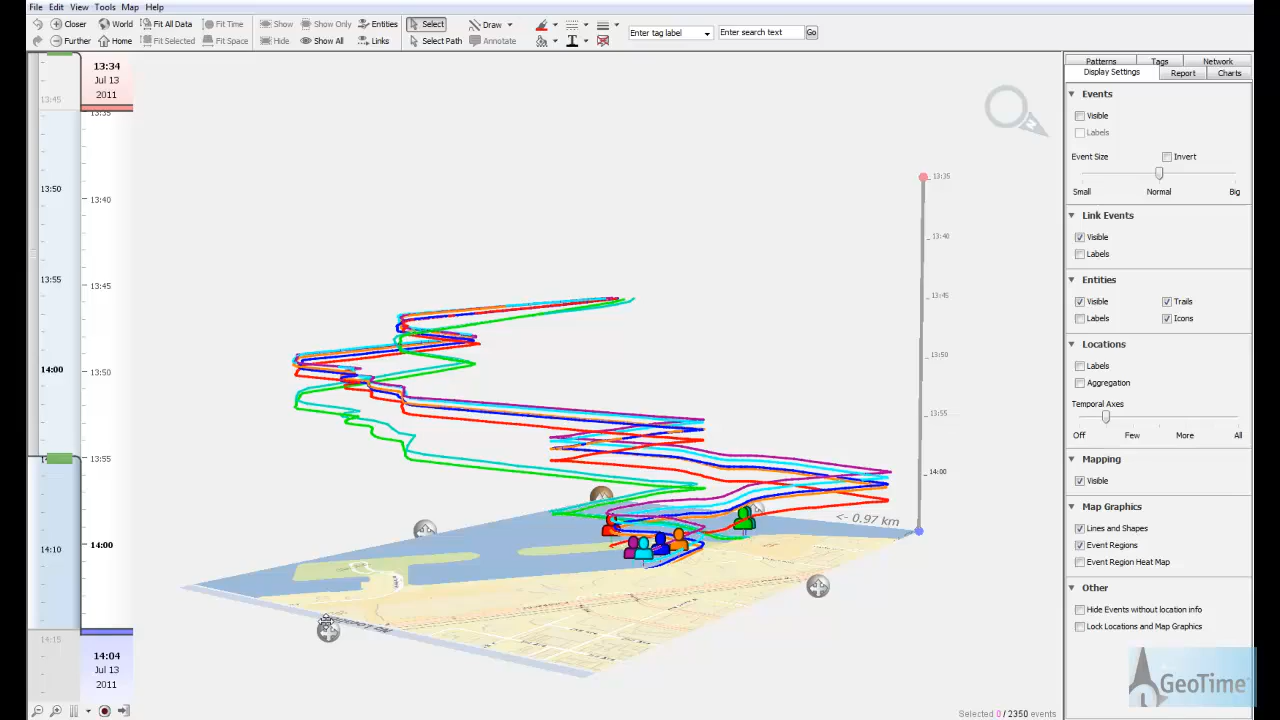 File Edit View Tools Map Help
Closer World Fit All Data Fit Time Show Show Only Entities Select Draw Enter tag label Enter search text Go
Further Home Fit Selected Fit Space Hide Show All Links Select Path Annotate
13:34
Jul 13
2011
13:45
13:50
13:55
14:00
14:10
14:15
13:35
13:40
13:45
13:50
13:55
14:00
14:04
Jul 13
2011
13:35
13:40
13:45
13:50
13:55
14:00
<- 0.97 km
Selected 0 / 2350 events
Patterns Tags Network
Display Settings Report Charts
Events
Visible
Labels
Event Size Invert
Small Normal Big
Link Events
Visible
Labels
Entities
Visible Trails
Labels Icons
Locations
Labels
Aggregation
Temporal Axes
Off Few More All
Mapping
Visible
Map Graphics
Lines and Shapes
Event Regions
Event Region Heat Map
Other
Hide Events without location info
Lock Locations and Map Graphics
GeoTime